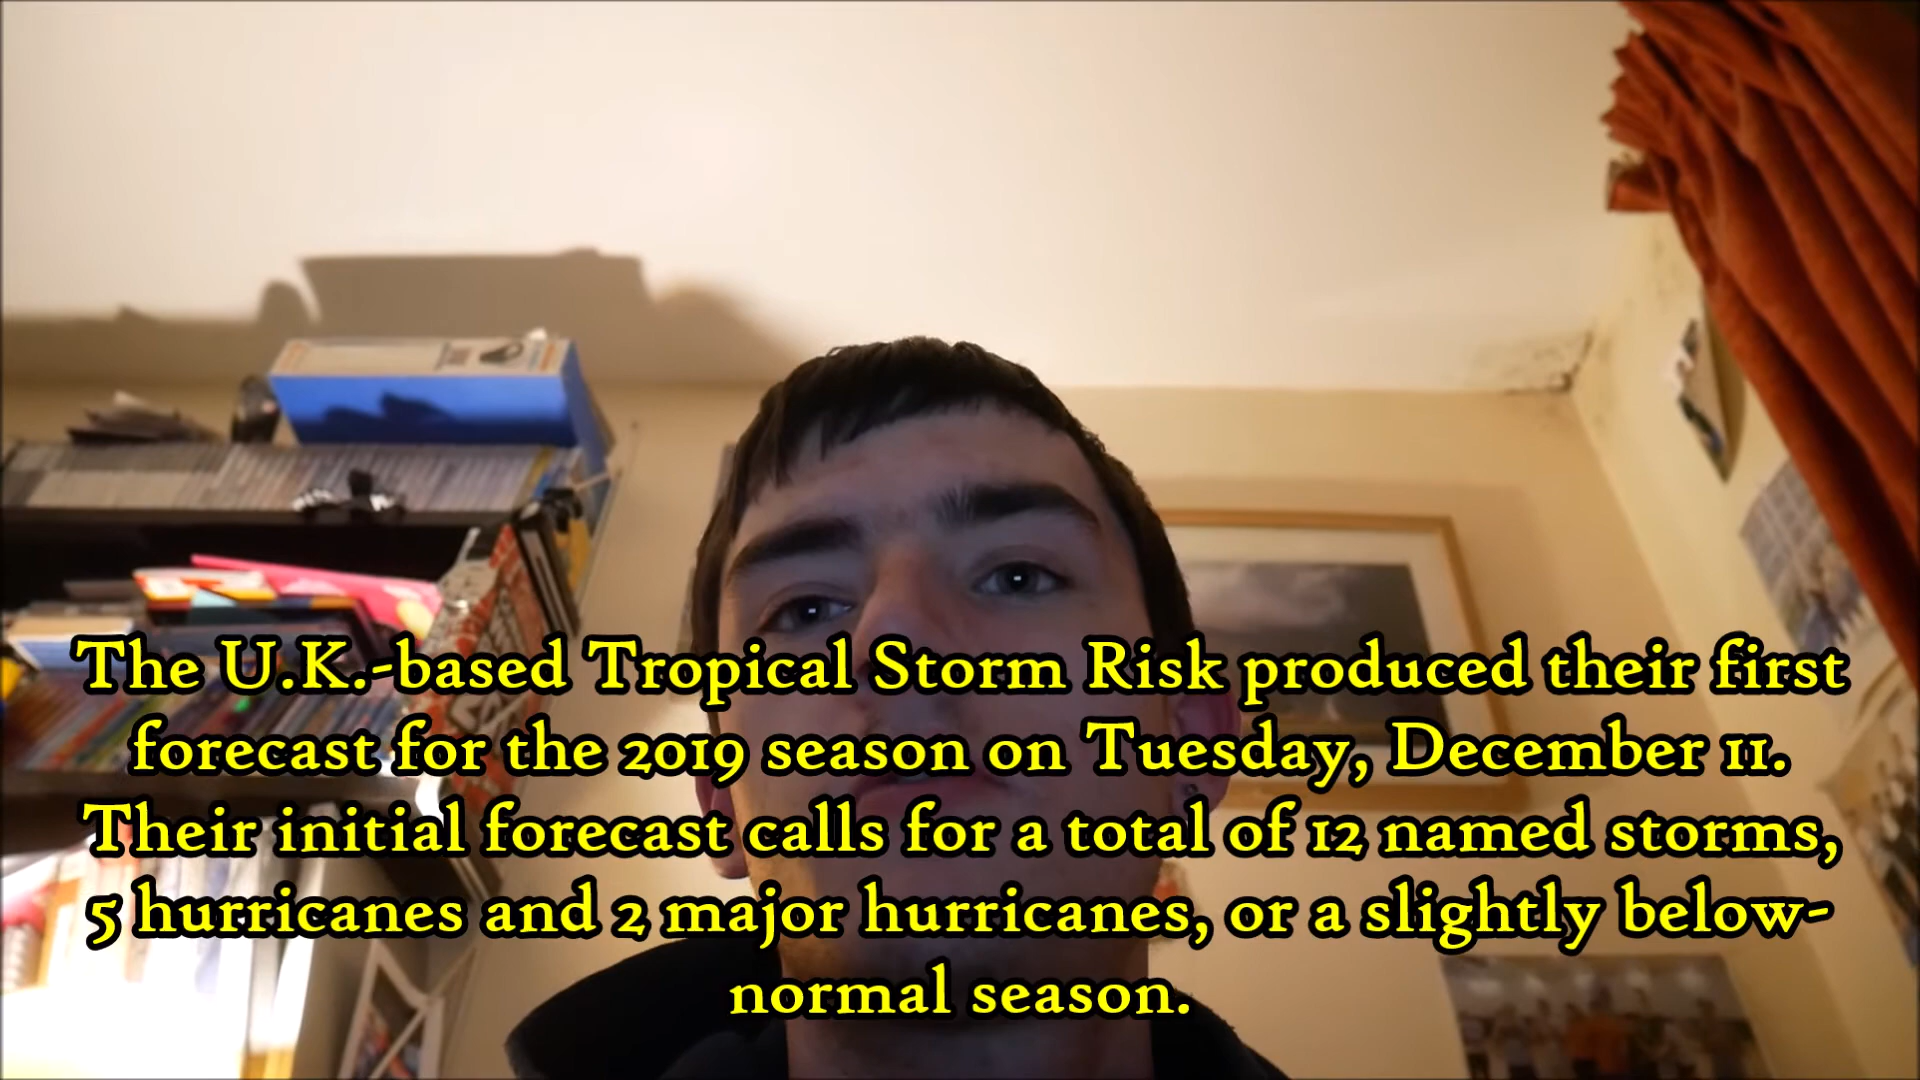 The U.K.-based Tropical Storm Risk produced their first
forecast for the 2019 season on Tuesday, December 11.
Their initial forecast calls for a total of 12 named storms,
5 hurricanes and 2 major hurricanes, or a slightly below-
normal season.